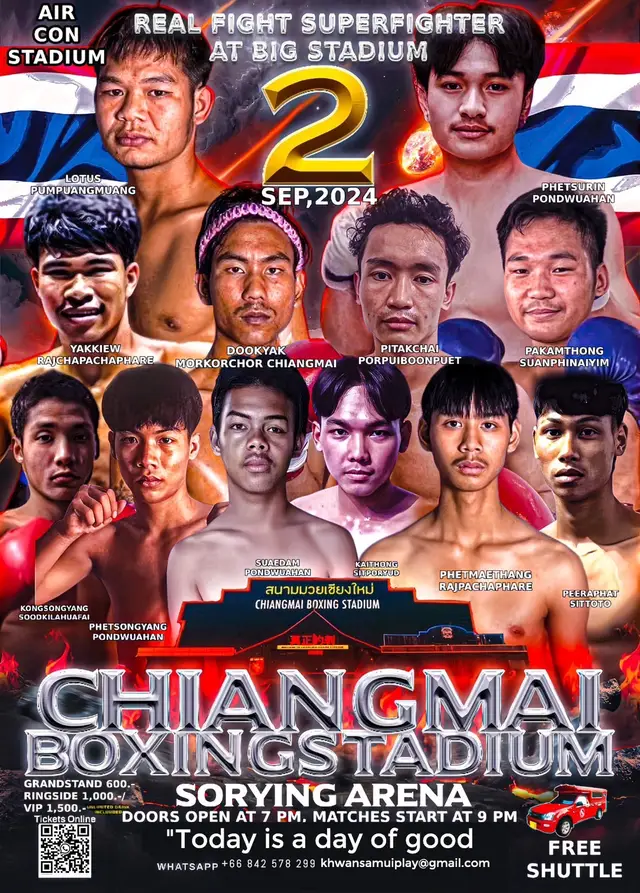 AIR
CON
STADIUM
REAL FIGHT SUPERFIGHTER
AT BIG STADIUM
2
SEP,2024
LOTUS
PUMPUANGMUANG
PHETSURIN
PONDWUAHAN
YAKKIEW
RAJCHAPACHAPHARE
DOOKYAK
MORKORCHOR CHIANGMAI
PITAKCHAI
PORPUIBOONPUET
PAKAMTHONG
SUANPHINAIYIM
SUAEDAM
PONDWUAHAN
KAITHONG
SITPORYUD
PHETMAETHANG
RAJPACHAPHARE
PEERAPHAT
SITTOTO
KONGSONGYANG
SOODKILAHUAFAI
PHETSONGYANG
PONDWUAHAN
สนามมวยเชียงใหม่
CHIANGMAI BOXING STADIUM
CHIANGMAI
BOXINGSTADIUM
GRANDSTAND 600.-
RINGSIDE 1,000.-/
VIP 1,500.-
Tickets Online
SORYING ARENA
DOORS OPEN AT 7 PM. MATCHES START AT 9 PM
"Today is a day of good
WHATSAPP +66 842 578 299 khwansamuiplay@gmail.com
FREE
SHUTTLE